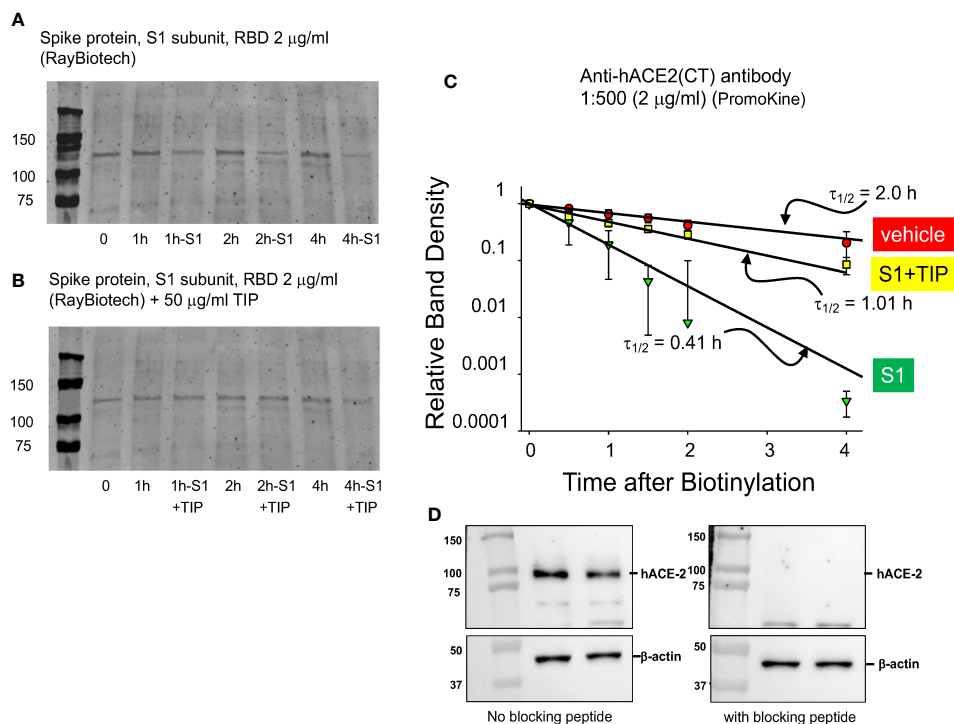 A
Spike protein, S1 subunit, RBD 2 µg/ml
(RayBiotech)
150
100
75
0 1h 1h-S1 2h 2h-S1 4h 4h-S1
B
Spike protein, S1 subunit, RBD 2 µg/ml
(RayBiotech) + 50 µg/ml TIP
150
100
75
0 1h 1h-S1 2h 2h-S1 4h 4h-S1
+TIP +TIP +TIP
C
Anti-hACE2(CT) antibody
1:500 (2 µg/ml) (PromoKine)
Relative Band Density
1
0.1
0.01
0.001
0.0001
τ1/2 = 2.0 h
vehicle
S1+TIP
τ1/2 = 1.01 h
τ1/2 = 0.41 h
S1
0 1 2 3 4
Time after Biotinylation
D
150
100
75
hACE-2
50
37
β-actin
No blocking peptide
150
100
75
hACE-2
50
37
β-actin
with blocking peptide